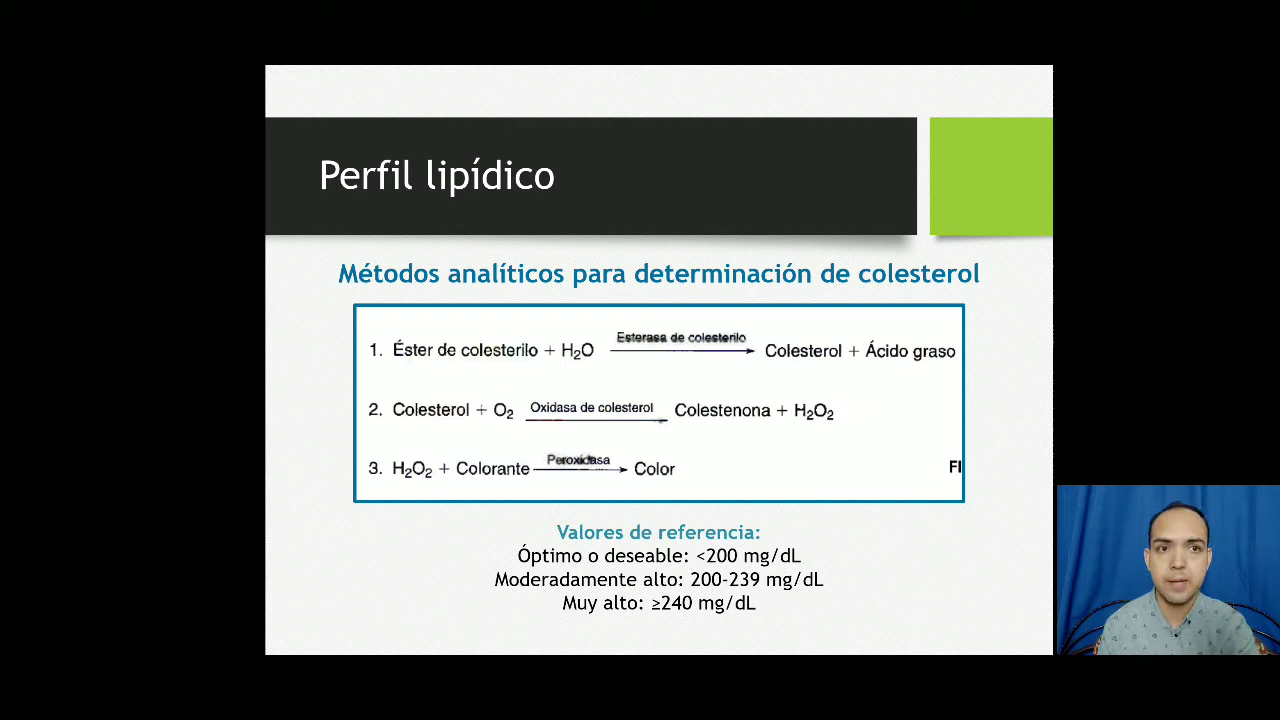 Perfil lipídico
Métodos analíticos para determinación de colesterol
Esterasa de colesterilo
1. Éster de colesterilo + H₂O ⟶ Colesterol + Ácido graso
Oxidasa de colesterol
2. Colesterol + O₂ ⟶ Colestenona + H₂O₂
Peroxidasa
3. H₂O₂ + Colorante ⟶ Color
FI
Valores de referencia:
Óptimo o deseable: <200 mg/dL
Moderadamente alto: 200-239 mg/dL
Muy alto: ≥240 mg/dL